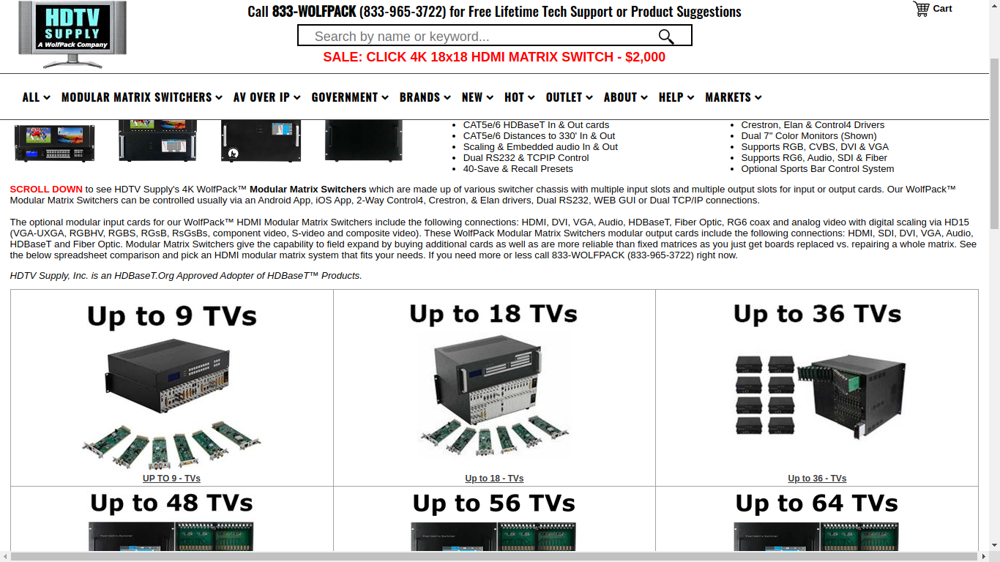 HDTV
SUPPLY
A WolfPack Company
Call 833-WOLFPACK (833-965-3722) for Free Lifetime Tech Support or Product Suggestions
Cart
Search by name or keyword...
SALE: CLICK 4K 18x18 HDMI MATRIX SWITCH - $2,000
ALL MODULAR MATRIX SWITCHERS AV OVER IP GOVERNMENT BRANDS NEW HOT OUTLET ABOUT HELP MARKETS
• CAT5e/6 HDBaseT In & Out cards
• CAT5e/6 Distances to 330' In & Out
• Scaling & Embedded audio In & Out
• Dual RS232 & TCPIP Control
• 40-Save & Recall Presets
• Crestron, Elan & Control4 Drivers
• Dual 7" Color Monitors (Shown)
• Supports RGB, CVBS, DVI & VGA
• Supports RG6, Audio, SDI & Fiber
• Optional Sports Bar Control System
SCROLL DOWN to see HDTV Supply's 4K WolfPack™ Modular Matrix Switchers which are made up of various switcher chassis with multiple input slots and multiple output slots for input or output cards. Our WolfPack™
Modular Matrix Switchers can be controlled usually via an Android App, iOS App, 2-Way Control4, Crestron, & Elan drivers, Dual RS232, WEB GUI or Dual TCP/IP connections.
The optional modular input cards for our WolfPack™ HDMI Modular Matrix Switchers include the following connections: HDMI, DVI, VGA, Audio, HDBaseT, Fiber Optic, RG6 coax and analog video with digital scaling via HD15
(VGA-UXGA, RGBHV, RGBS, RGsB, RsGsBs, component video, S-video and composite video). These WolfPack Modular Matrix Switchers modular output cards include the following connections: HDMI, SDI, DVI, VGA, Audio,
HDBaseT and Fiber Optic. Modular Matrix Switchers give the capability to field expand by buying additional cards as well as are more reliable than fixed matrices as you just get boards replaced vs. repairing a whole matrix. See
the below spreadsheet comparison and pick an HDMI modular matrix system that fits your needs. If you need more or less call 833-WOLFPACK (833-965-3722) right now.
HDTV Supply, Inc. is an HDBaseT.Org Approved Adopter of HDBaseT™ Products.
Up to 9 TVs
Up to 18 TVs
Up to 36 TVs
UP TO 9 - TVs
Up to 18 - TVs
Up to 36 - TVs
Up to 48 TVs
Up to 56 TVs
Up to 64 TVs